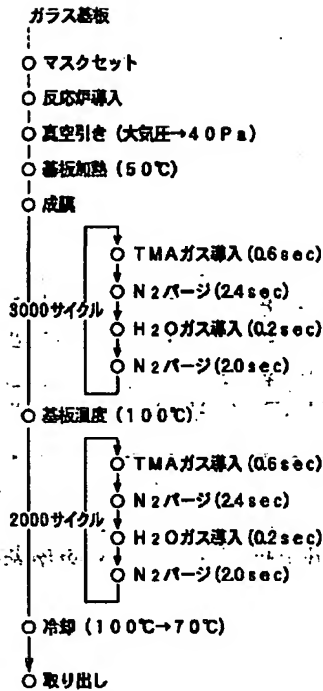 ガラス基板
マスクセット
反応炉導入
真空引き (大気圧→40Pa)
基板加熱 (50℃)
成膜
TMAガス導入 (0.6sec)
N2パージ (2.4sec)
3000サイクル
H2Oガス導入 (0.2sec)
N2パージ (2.0sec)
基板温度 (100℃)
TMAガス導入 (0.6sec)
N2パージ (2.4sec)
2000サイクル
H2Oガス導入 (0.2sec)
N2パージ (2.0sec)
冷却 (100℃→70℃)
取り出し